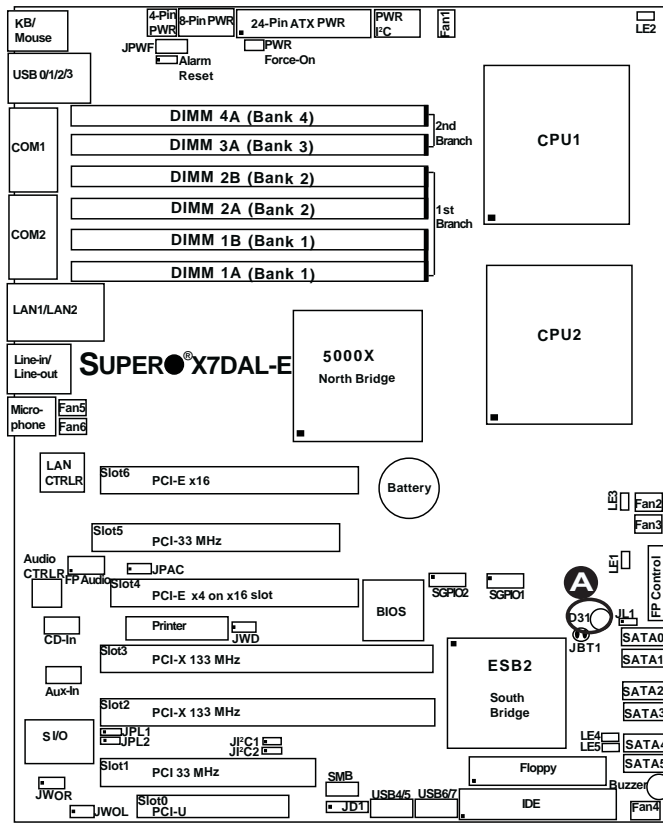 KB/
Mouse
4-Pin
PWR
8-Pin PWR
24-Pin ATX PWR
PWR
I²C
Fan1
LE2
JPWF
Alarm
Reset
PWR
Force-On
USB 0/1/2/3
DIMM 4A (Bank 4)
2nd
Branch
DIMM 3A (Bank 3)
CPU1
COM1
DIMM 2B (Bank 2)
DIMM 2A (Bank 2)
1st
Branch
COM2
DIMM 1B (Bank 1)
DIMM 1A (Bank 1)
LAN1/LAN2
CPU2
Line-in/
Line-out
SUPER●® X7DAL-E
5000X
North Bridge
Micro-
phone
Fan5
Fan6
LAN
CTRLR
Slot6
PCI-E x16
Battery
LE3
Fan2
Fan3
Slot5
PCI-33 MHz
Audio
CTRLR
FP Audio
JPAC
LE1
FP Control
Slot4
PCI-E x4 on x16 slot
BIOS
SGPIO2
SGPIO1
A
D31
JL1
JBT1
CD-In
Printer
JWD
SATA0
SATA1
Slot3
PCI-X 133 MHz
ESB2
South
Bridge
Aux-In
SATA2
SATA3
Slot2
PCI-X 133 MHz
S I/O
JPL1
JPL2
JI²C1
JI²C2
LE4
LE5
SATA4
SATA5
Slot1
PCI 33 MHz
SMB
Floppy
Buzzer
JWOR
JWOL
Slot0
PCI-U
JD1
USB4/5
USB6/7
IDE
Fan4